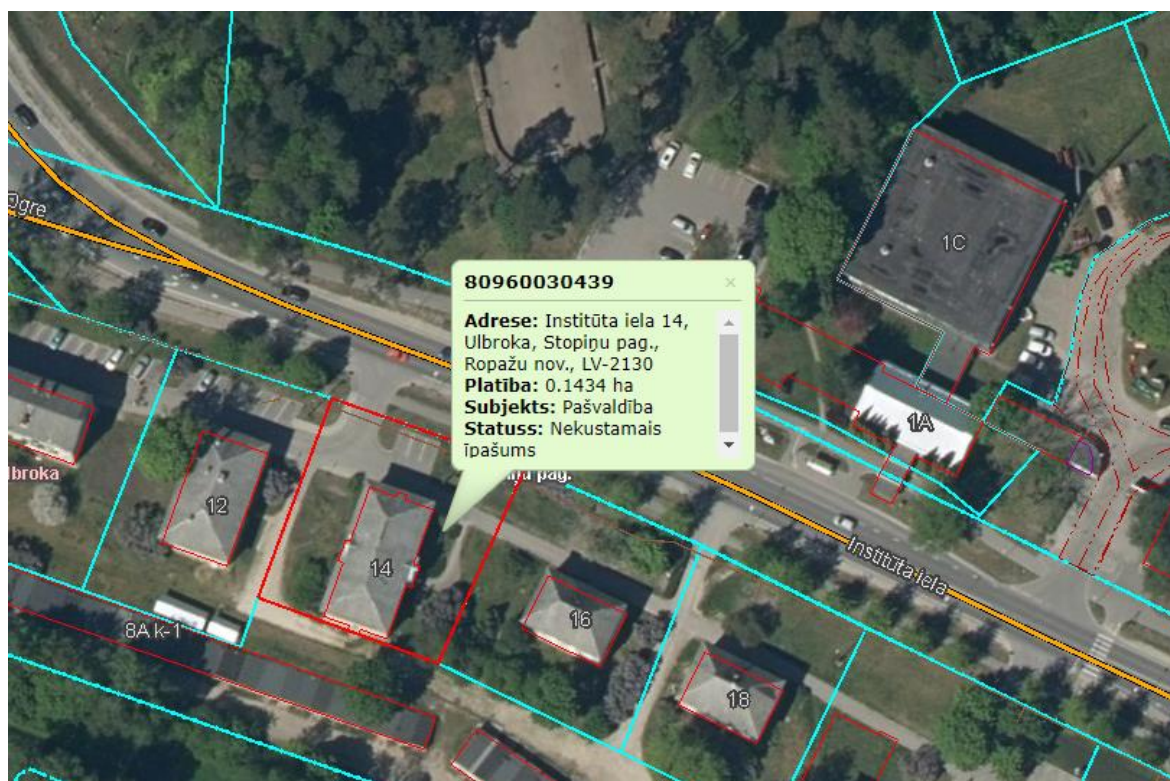 Ogre
1C
80960030439
×
Adrese: Institūta iela 14,
Ulbroka, Stopiņu pag.,
Ropažu nov., LV-2130
Platība: 0.1434 ha
Subjekts: Pašvaldība
Statuss: Nekustamais
īpašums
1A
pag.
12
14
Institūta iela
16
8A k-1
18